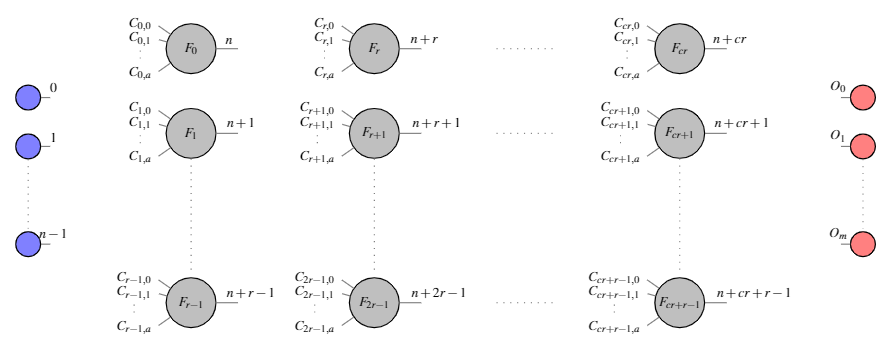 C_{0,0} C_{r,0} C_{cr,0}
C_{0,1} F_0 n C_{r,1} F_r n+r C_{cr,1} F_{cr} n+cr
C_{0,a} C_{r,a} C_{cr,a}
0 O_0
C_{1,0} C_{r+1,0} C_{cr+1,0}
C_{1,1} F_1 n+1 C_{r+1,1} F_{r+1} n+r+1 C_{cr+1,1} F_{cr+1} n+cr+1
1 O_1
C_{1,a} C_{r+1,a} C_{cr+1,a}
n−1 O_m
C_{r−1,0} C_{2r−1,0} C_{cr+r−1,0}
C_{r−1,1} F_{r−1} n+r−1 C_{2r−1,1} F_{2r−1} n+2r−1 C_{cr+r−1,1} F_{cr+r−1} n+cr+r−1
C_{r−1,a} C_{2r−1,a} C_{cr+r−1,a}